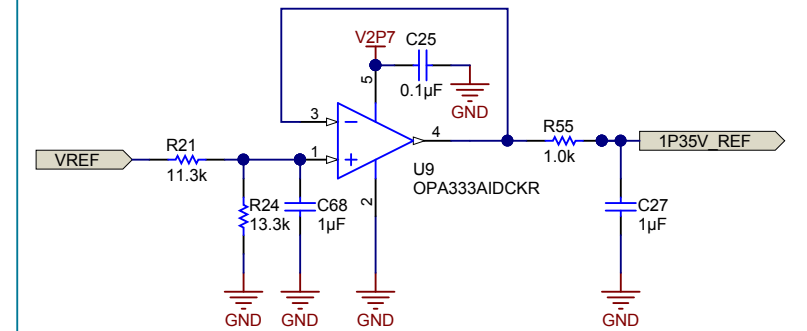 V2P7
C25
0.1µF
GND
5
3
4
1
2
U9
OPA333AIDCKR
VREF
R21
11.3k
R24
13.3k
C68
1µF
R55
1.0k
1P35V_REF
C27
1µF
GND
GND
GND
GND